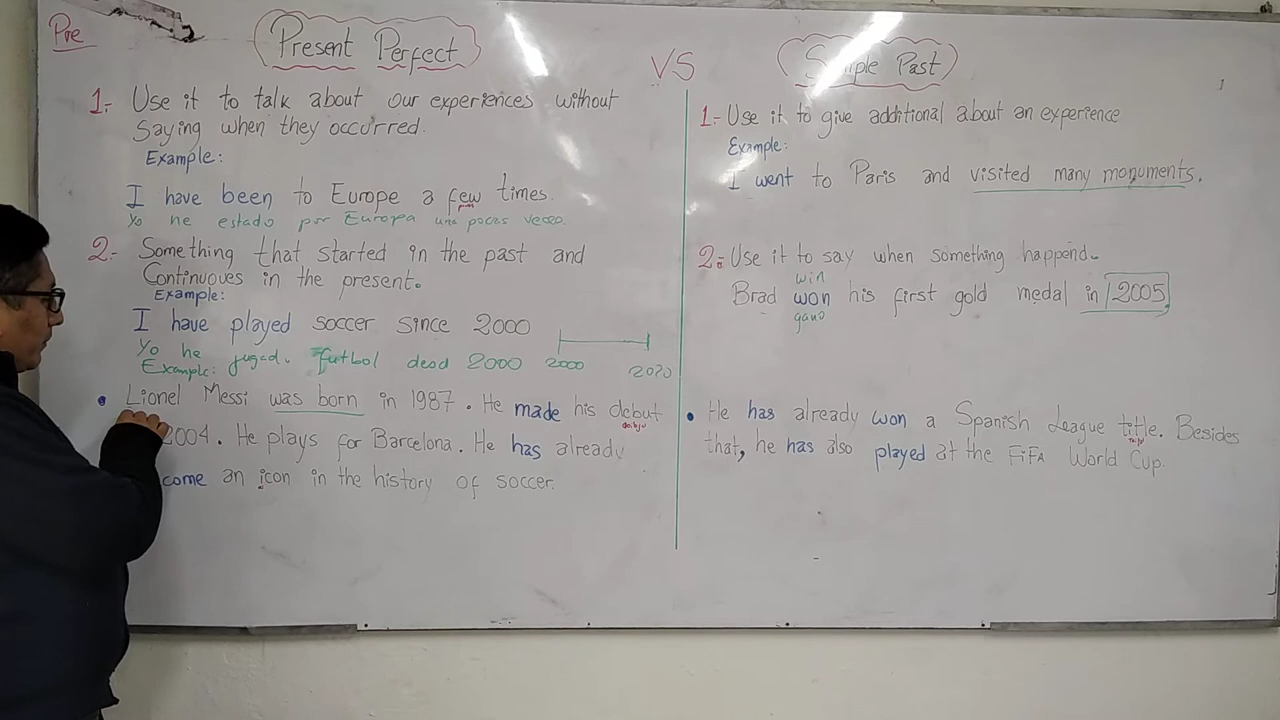 Pre
Present Perfect
1.- Use it to talk about our experiences without
saying when they occurred.
Example:
I have been to Europe a few times.
Yo he estado por Europa una pocas veces.
2.- Something that started in the past and
Continuoes in the present.
Example:
I have played soccer since 2000
Yo he jugad. futbol desd 2000
2000 2020
Example:
• Lionel Messi was born in 1987. He made his debut
2004. He plays for Barcelona. He has already
come an icon in the history of soccer.
VS
Past
1.- Use it to give additional about an experience
Example:
I went to Paris and visited many monuments.
2.- Use it to say when something happend.
win
Brad won his first gold medal in 2005
gano
• He has already won a Spanish League title. Besides
that, he has also played at the FiFA World Cup.